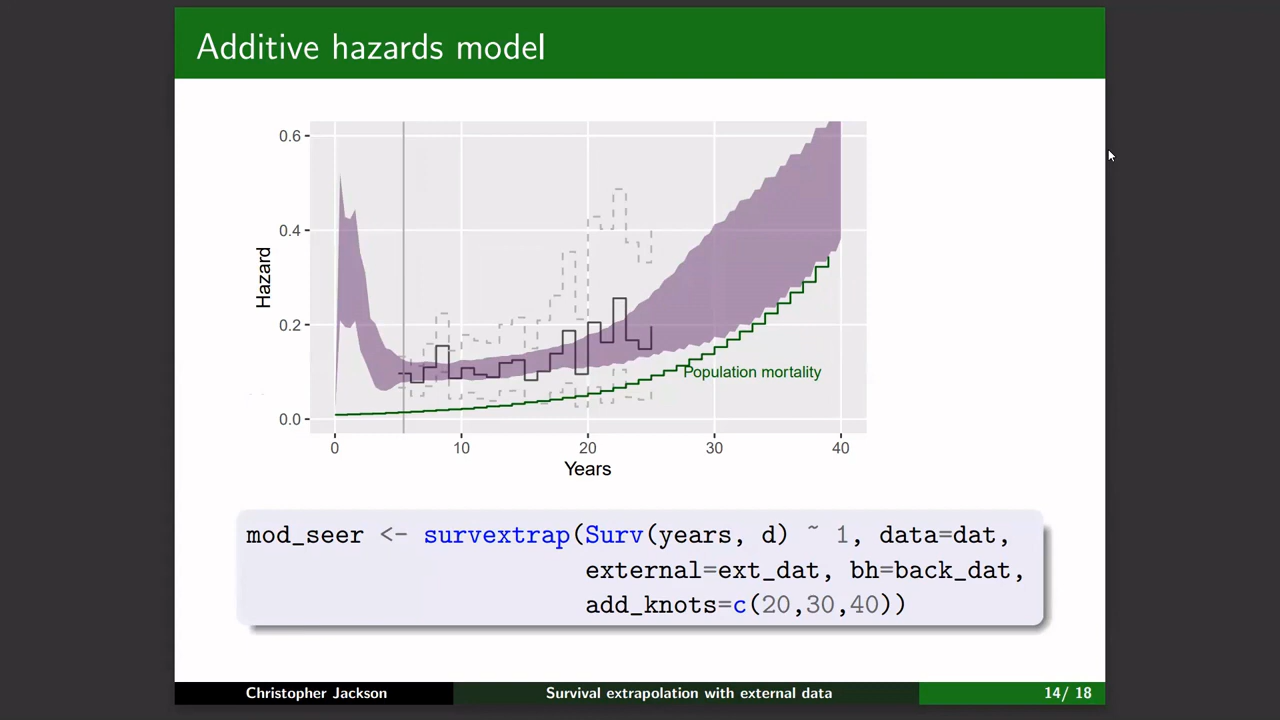 Additive hazards model
0.6
0.4
0.2
0.0
Hazard
Population mortality
0 10 20 30 40
Years
mod_seer <- survextrap(Surv(years, d) ~ 1, data=dat,
external=ext_dat, bh=back_dat,
add_knots=c(20,30,40))
Christopher Jackson
Survival extrapolation with external data
14/ 18